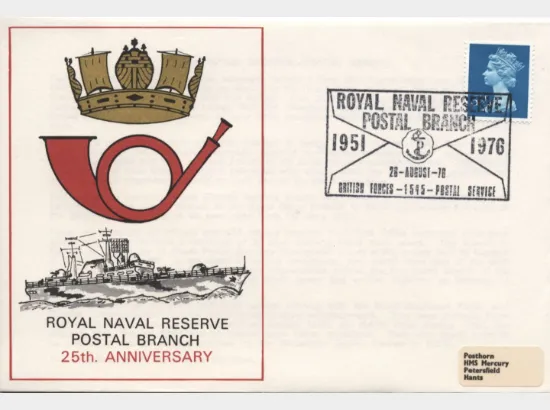 ROYAL NAVAL RESERVE
POSTAL BRANCH
25th. ANNIVERSARY
ROYAL NAVAL RESERVE
POSTAL BRANCH
1951 1976
28-AUGUST-76
BRITISH FORCES-1545-POSTAL SERVICE
Posthorn
HMS Mercury
Petersfield
Hants